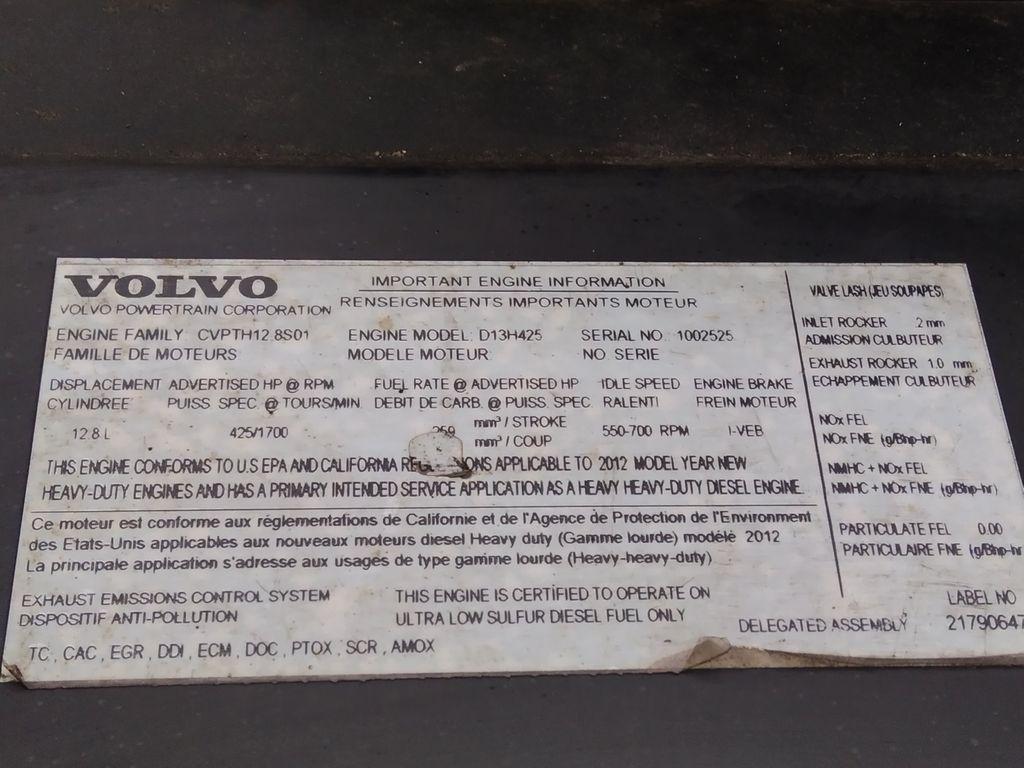 VOLVO
VOLVO POWERTRAIN CORPORATION
IMPORTANT ENGINE INFORMATION
RENSEIGNEMENTS IMPORTANTS MOTEUR
ENGINE FAMILY CVPTH12.8S01 ENGINE MODEL: D13H425 SERIAL NO. 1002525
FAMILLE DE MOTEURS MODELE MOTEUR: NO. SERIE
DISPLACEMENT ADVERTISED HP @ RPM FUEL RATE @ ADVERTISED HP IDLE SPEED ENGINE BRAKE
CYLINDREE PUISS. SPEC. @ TOURS/MIN. DEBIT DE CARB. @ PUISS. SPEC. RALENTI FREIN MOTEUR
12.8 L 425/1700 mm³ / STROKE 550-700 RPM I-VEB
mm³ / COUP
THIS ENGINE CONFORMS TO U.S EPA AND CALIFORNIA APPLICABLE TO 2012 MODEL YEAR NEW
HEAVY-DUTY ENGINES AND HAS A PRIMARY INTENDED SERVICE APPLICATION AS A HEAVY HEAVY-DUTY DIESEL ENGINE.
Ce moteur est conforme aux réglementations de Californie et de l'Agence de Protection de l'Environment
des Etats-Unis applicables aux nouveaux moteurs diesel Heavy duty (Gamme lourde) modèlé 2012
La principale application s'adresse aux usages de type gamme lourde (Heavy-heavy-duty)
EXHAUST EMISSIONS CONTROL SYSTEM
DISPOSITIF ANTI-POLLUTION
THIS ENGINE IS CERTIFIED TO OPERATE ON
ULTRA LOW SULFUR DIESEL FUEL ONLY
TC , CAC , EGR , DDI , ECM , DOC , PTOX , SCR , AMOX
VALVE LASH (JEU SOUPAPES)
INLET ROCKER .2 mm
ADMISSION CULBUTEUR
EXHAUST ROCKER 1.0 mm
ECHAPPEMENT CULBUTEUR
NOx FEL
NOx FNE (g/Bhp-hr)
NMHC + NOx FEL
NMHC + NOx FNE (g/Bhp-hr)
PARTICULATE FEL 0.00
PARTICULAIRE FNE (g/Bhp-hr)
LABEL NO
DELEGATED ASSEMBLY 21790647